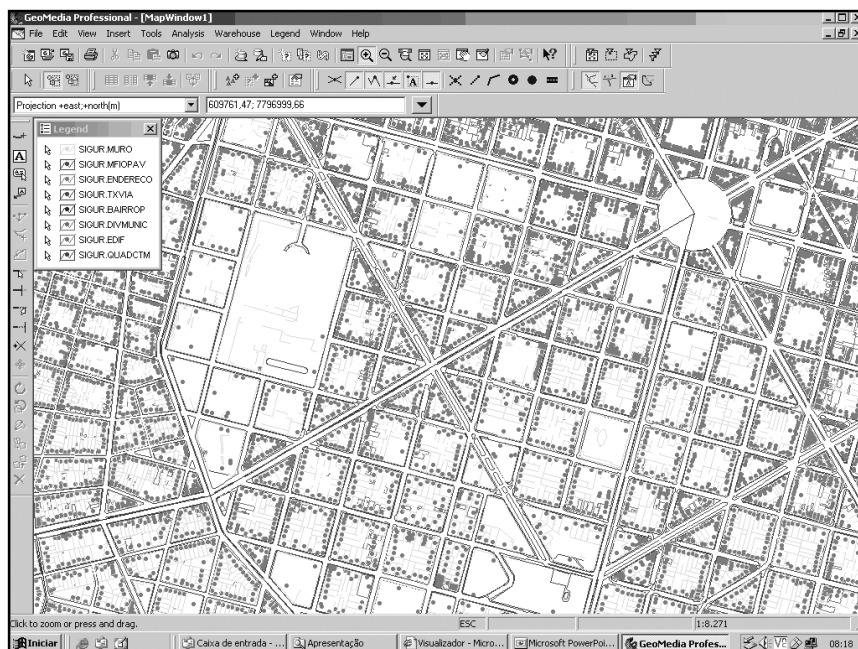 GeoMedia Professional - [MapWindow1]
File Edit View Insert Tools Analysis Warehouse Legend Window Help
Projection +east;+north(m)
609761,47; 7796999,66
Legend
SIGUR.MURO
SIGUR.MFIOPAV
SIGUR.ENDERECO
SIGUR.TXVIA
SIGUR.BAIRROP
SIGUR.DIVMUNIC
SIGUR.EDIF
SIGUR.QUADCTM
Click to zoom or press and drag.
ESC
1:8.271
Iniciar
Caixa de entrada - ...
Apresentação
Visualizador - Micro...
Microsoft PowerPoi...
GeoMedia Profes...
08:18